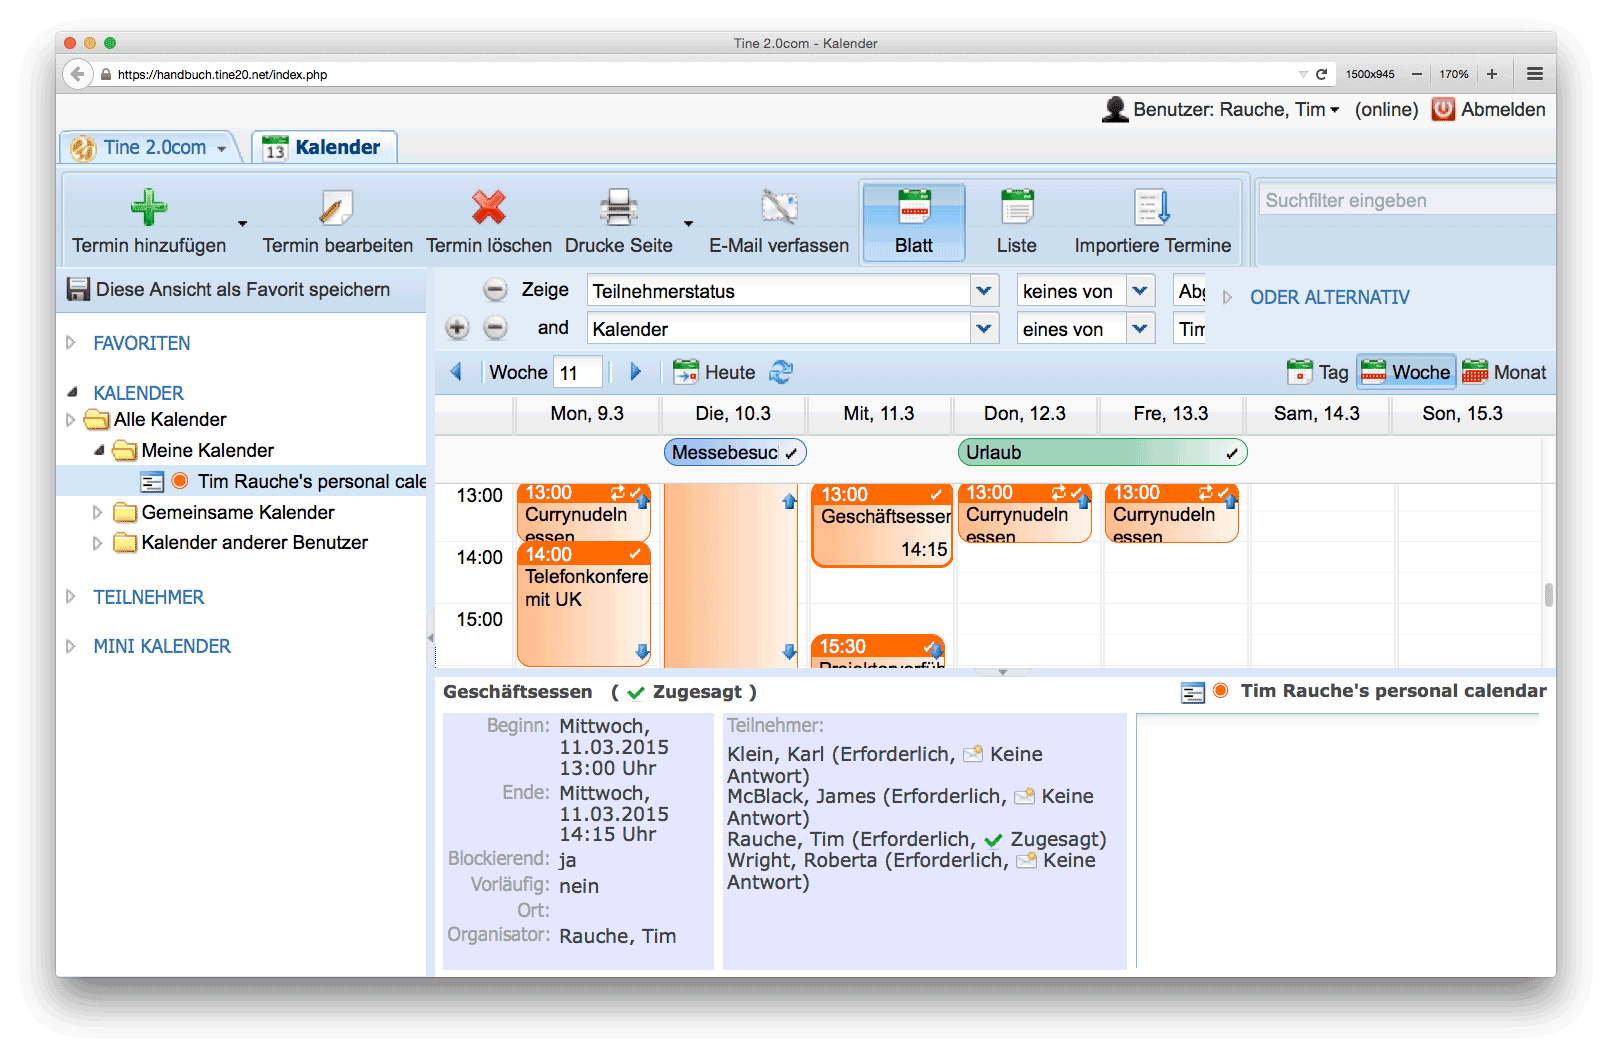 Tine 2.0com - Kalender
https://handbuch.tine20.net/index.php
1500x945
170%
Benutzer: Rauche, Tim
(online)
Abmelden
Tine 2.0com
13
Kalender
Termin hinzufügen
Termin bearbeiten
Termin löschen
Drucke Seite
E-Mail verfassen
Blatt
Liste
Importiere Termine
Suchfilter eingeben
Diese Ansicht als Favorit speichern
FAVORITEN
KALENDER
Alle Kalender
Meine Kalender
Tim Rauche's personal cale
Gemeinsame Kalender
Kalender anderer Benutzer
TEILNEHMER
MINI KALENDER
Zeige Teilnehmerstatus keines von
and Kalender eines von Tim
ODER ALTERNATIV
Woche 11
Heute
Tag
Woche
Monat
Mon, 9.3
Die, 10.3
Mit, 11.3
Don, 12.3
Fre, 13.3
Sam, 14.3
Son, 15.3
Messebesuc
Urlaub
13:00
14:00
15:00
13:00
Currynudeln
essen
14:00
Telefonkonfere
mit UK
13:00
Geschäftsessen
14:15
15:30
13:00
Currynudeln
essen
13:00
Currynudeln
essen
Geschäftsessen ( Zugesagt )
Tim Rauche's personal calendar
Beginn: Mittwoch,
11.03.2015
13:00 Uhr
Ende: Mittwoch,
11.03.2015
14:15 Uhr
Blockierend: ja
Vorläufig: nein
Ort:
Organisator: Rauche, Tim
Teilnehmer:
Klein, Karl (Erforderlich, Keine
Antwort)
McBlack, James (Erforderlich, Keine
Antwort)
Rauche, Tim (Erforderlich, Zugesagt)
Wright, Roberta (Erforderlich, Keine
Antwort)